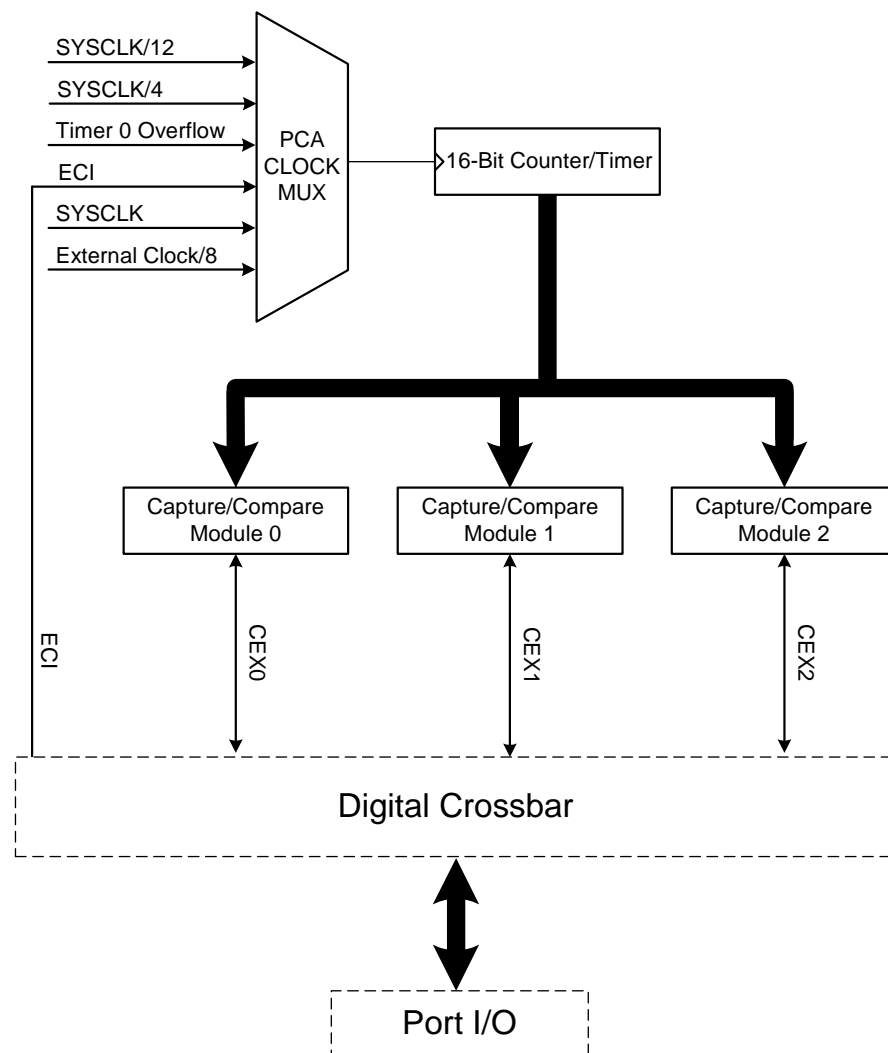 SYSCLK/12
SYSCLK/4
Timer 0 Overflow
ECI
SYSCLK
External Clock/8
PCA
CLOCK
MUX
16-Bit Counter/Timer
Capture/Compare
Module 0
Capture/Compare
Module 1
Capture/Compare
Module 2
ECI
CEX0
CEX1
CEX2
Digital Crossbar
Port I/O